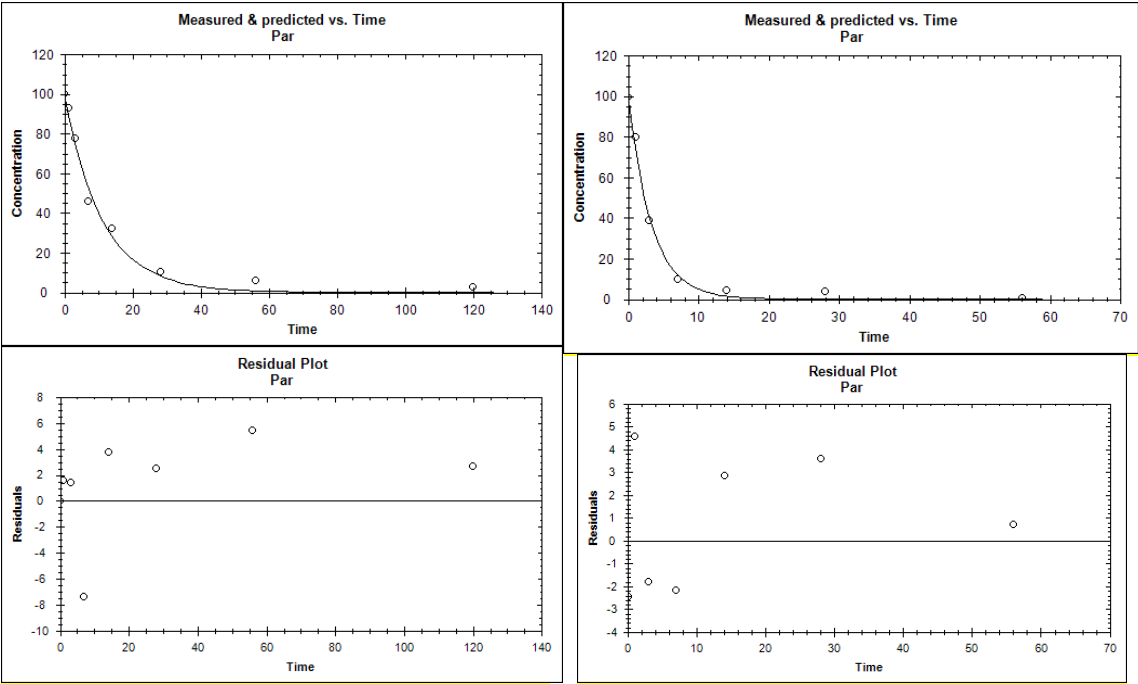 Measured & predicted vs. Time
Par
120
100
80
60
40
20
0
Concentration
0 20 40 60 80 100 120 140
Time
Measured & predicted vs. Time
Par
120
100
80
60
40
20
0
Concentration
0 10 20 30 40 50 60 70
Time
Residual Plot
Par
8
6
4
2
0
-2
-4
-6
-8
-10
Residuals
0 20 40 60 80 100 120 140
Time
Residual Plot
Par
6
5
4
3
2
1
0
-1
-2
-3
-4
Residuals
0 10 20 30 40 50 60 70
Time